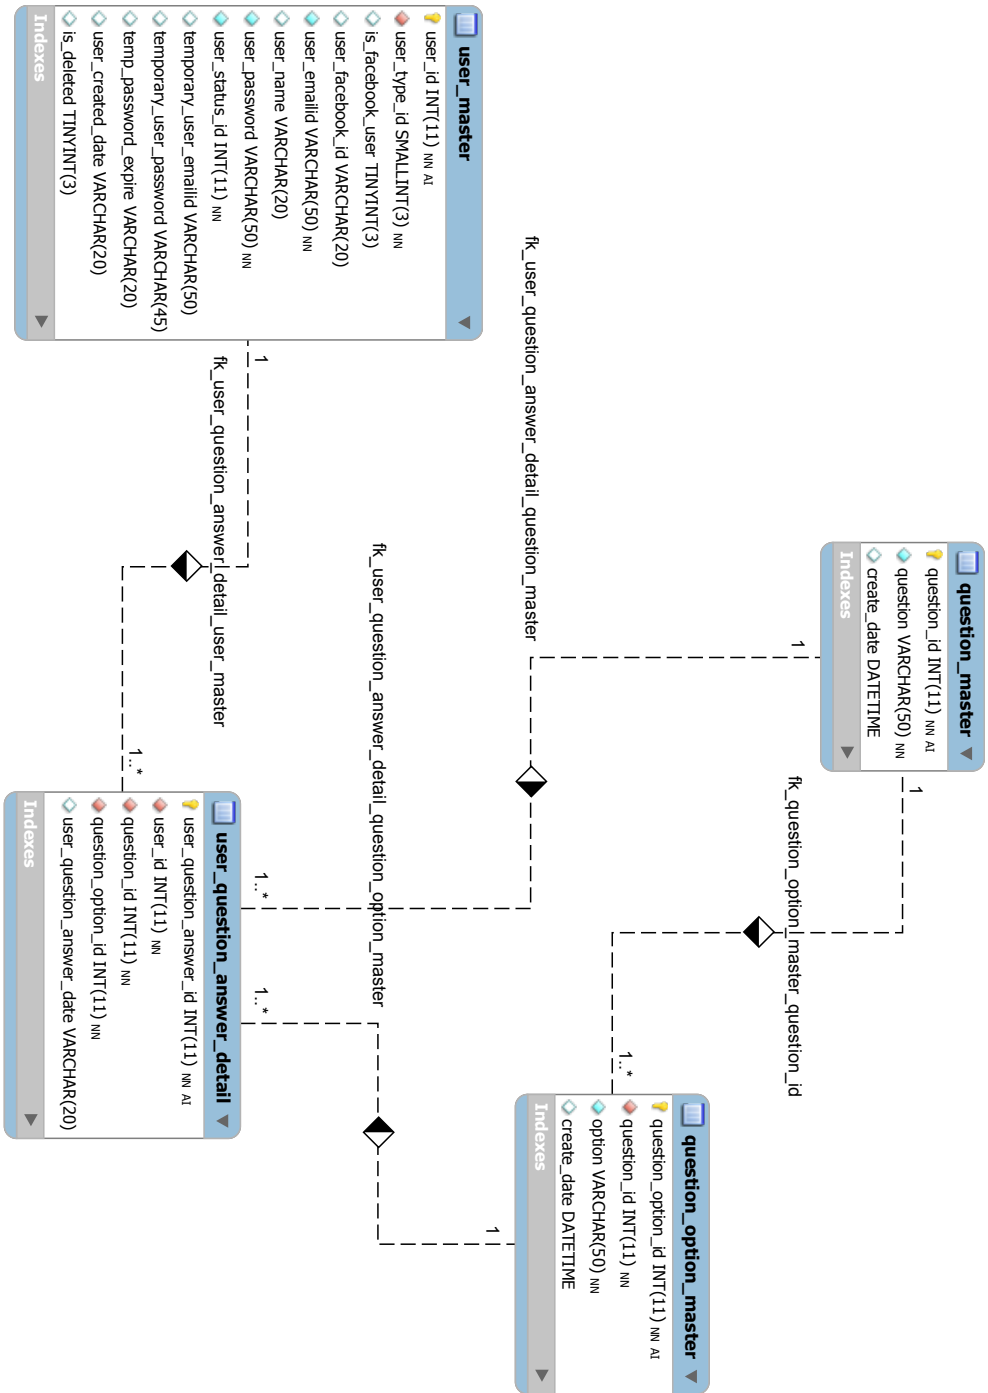 user_master
user_id INT(11) NN AI
user_type_id SMALLINT(3) NN
is_facebook_user TINYINT(3)
user_facebook_id VARCHAR(20)
user_emailid VARCHAR(50) NN
user_name VARCHAR(20)
user_password VARCHAR(50) NN
user_status_id INT(11) NN
temporary_user_emailid VARCHAR(50)
temporary_user_password VARCHAR(45)
temp_password_expire VARCHAR(20)
user_created_date VARCHAR(20)
is_deleted TINYINT(3)
Indexes
fk_user_question_answer_detail_question_master
1
fk_user_question_answer_detail_user_master
1..*
question_master
question_id INT(11) NN AI
question VARCHAR(50) NN
create_date DATETIME
Indexes
1
1
fk_question_option_master_question_id
fk_user_question_answer_detail_question_option_master
1..*
1..*
1..*
user_question_answer_detail
user_question_answer_id INT(11) NN AI
user_id INT(11) NN
question_id INT(11) NN
question_option_id INT(11) NN
user_question_answer_date VARCHAR(20)
Indexes
question_option_master
question_option_id INT(11) NN AI
question_id INT(11) NN
option VARCHAR(50) NN
create_date DATETIME
Indexes
1